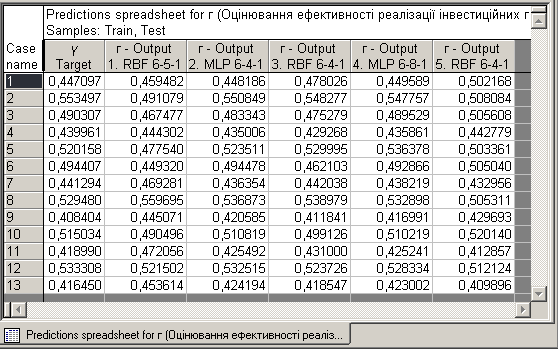 Predictions spreadsheet for г (Оцінювання ефективності реалізації інвестиційних г
Samples: Train, Test
Case name Y Target г - Output 1. RBF 6-5-1 г - Output 2. MLP 6-4-1 г - Output 3. RBF 6-4-1 г - Output 4. MLP 6-8-1 г - Output 5. RBF 4-4-1
1 0,447097 0,459482 0,448186 0,478026 0,449589 0,502168
2 0,553497 0,491079 0,550849 0,548277 0,547757 0,508084
3 0,490307 0,467477 0,483343 0,475279 0,489529 0,505608
4 0,439961 0,444302 0,435006 0,429268 0,435861 0,442779
5 0,520158 0,477540 0,523511 0,529995 0,536378 0,503361
6 0,494407 0,449320 0,494478 0,462103 0,492866 0,505040
7 0,441294 0,469281 0,436354 0,442038 0,438219 0,432956
8 0,529480 0,559695 0,536873 0,538979 0,532898 0,505311
9 0,408404 0,445071 0,420585 0,411841 0,416991 0,429693
10 0,515034 0,490496 0,510819 0,499126 0,510219 0,520140
11 0,418990 0,472056 0,425492 0,431000 0,425241 0,412857
12 0,533308 0,521502 0,532515 0,523726 0,528334 0,512124
13 0,416450 0,453614 0,424194 0,418547 0,423002 0,409896
Predictions spreadsheet for г (Оцінювання ефективності реаліз...